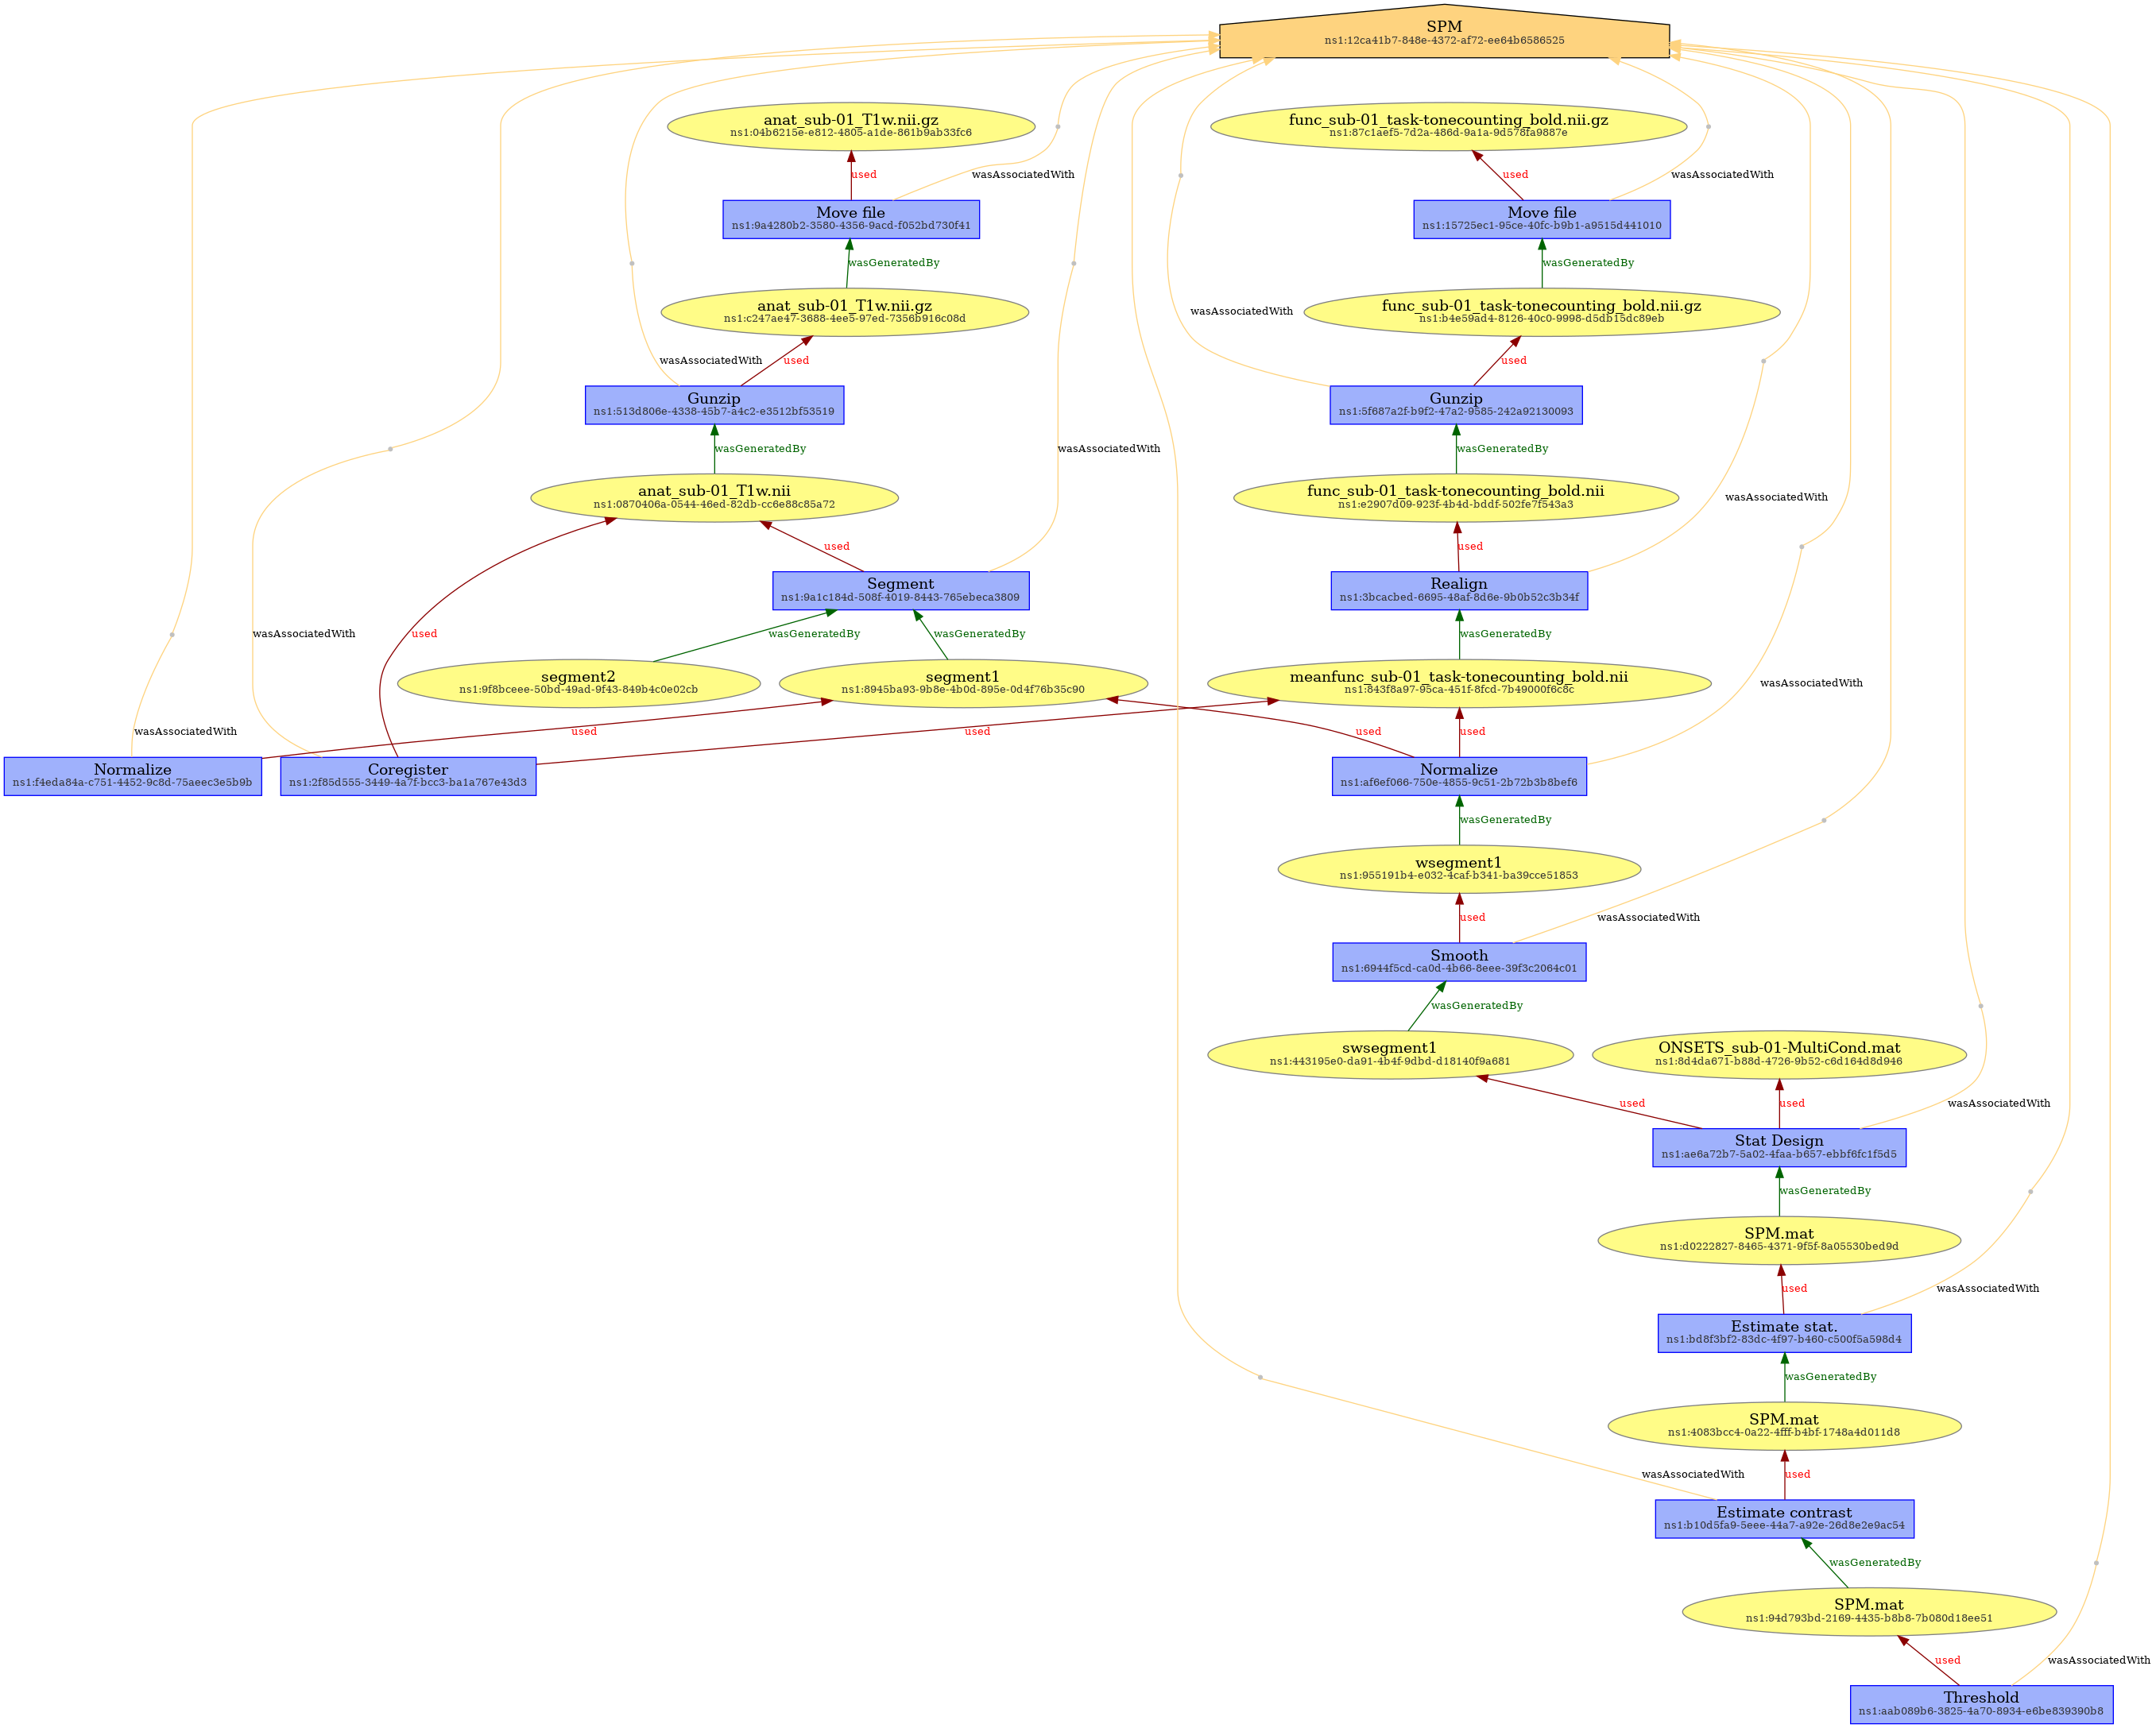 SPM
ns1:12ca41b7-848e-4372-af72-ee64b6586525
anat_sub-01_T1w.nii.gz
ns1:04b6215e-e812-4805-a1de-861b9ab33fc6
func_sub-01_task-tonecounting_bold.nii.gz
ns1:87c1aef5-7d2a-486d-9a1a-9d578fa9887e
used
wasAssociatedWith
used
wasAssociatedWith
Move file
ns1:9a4280b2-3580-4356-9acd-f052bd730f41
Move file
ns1:15725ec1-95ce-40fc-b9b1-a9515d441010
wasGeneratedBy
wasGeneratedBy
anat_sub-01_T1w.nii.gz
ns1:c247ae47-3688-4ee5-97ed-7356b916c08d
wasAssociatedWith
func_sub-01_task-tonecounting_bold.nii.gz
ns1:b4e59ad4-8126-40c0-9998-d5db15dc89eb
wasAssociatedWith
used
used
Gunzip
ns1:513d806e-4338-45b7-a4c2-e3512bf53519
Gunzip
ns1:5f687a2f-b9f2-47a2-9585-242a92130093
wasGeneratedBy
wasAssociatedWith
wasGeneratedBy
anat_sub-01_T1w.nii
ns1:0870406a-0544-46ed-82db-cc6e88c85a72
func_sub-01_task-tonecounting_bold.nii
ns1:e2907d09-923f-4b4d-bddf-502fe7f543a3
wasAssociatedWith
used
used
Segment
ns1:9a1c184d-508f-4019-8443-765ebeca3809
Realign
ns1:3bcacbed-6695-48af-8d6e-9b0b52c3b34f
wasAssociatedWith
used
wasGeneratedBy
wasGeneratedBy
wasGeneratedBy
segment2
ns1:9f8bceee-50bd-49ad-9f43-849b4c0e02cb
segment1
ns1:8945ba93-9b8e-4b0d-895e-0d4f76b35c90
meanfunc_sub-01_task-tonecounting_bold.nii
ns1:843f8a97-95ca-451f-8fcd-7b49000f6c8c
wasAssociatedWith
wasAssociatedWith
used
used
used
used
Normalize
ns1:f4eda84a-c751-4452-9c8d-75aeec3e5b9b
Coregister
ns1:2f85d555-3449-4a7f-bcc3-ba1a767e43d3
Normalize
ns1:af6ef066-750e-4855-9c51-2b72b3b8bef6
wasGeneratedBy
wsegment1
ns1:955191b4-e032-4caf-b341-ba39cce51853
used
wasAssociatedWith
Smooth
ns1:6944f5cd-ca0d-4b66-8eee-39f3c2064c01
wasGeneratedBy
swsegment1
ns1:443195e0-da91-4b4f-9dbd-d18140f9a681
ONSETS_sub-01-MultiCond.mat
ns1:8d4da671-b88d-4726-9b52-c6d164d8d946
used
used
wasAssociatedWith
Stat Design
ns1:ae6a72b7-5a02-4faa-b657-ebbf6fc1f5d5
wasGeneratedBy
SPM.mat
ns1:d0222827-8465-4371-9f5f-8a05530bed9d
used
wasAssociatedWith
Estimate stat.
ns1:bd8f3bf2-83dc-4f97-b460-c500f5a598d4
wasGeneratedBy
SPM.mat
ns1:4083bcc4-0a22-4fff-b4bf-1748a4d011d8
wasAssociatedWith
used
Estimate contrast
ns1:b10d5fa9-5eee-44a7-a92e-26d8e2e9ac54
wasGeneratedBy
SPM.mat
ns1:94d793bd-2169-4435-b8b8-7b080d18ee51
used
wasAssociatedWith
Threshold
ns1:aab089b6-3825-4a70-8934-e6be839390b8